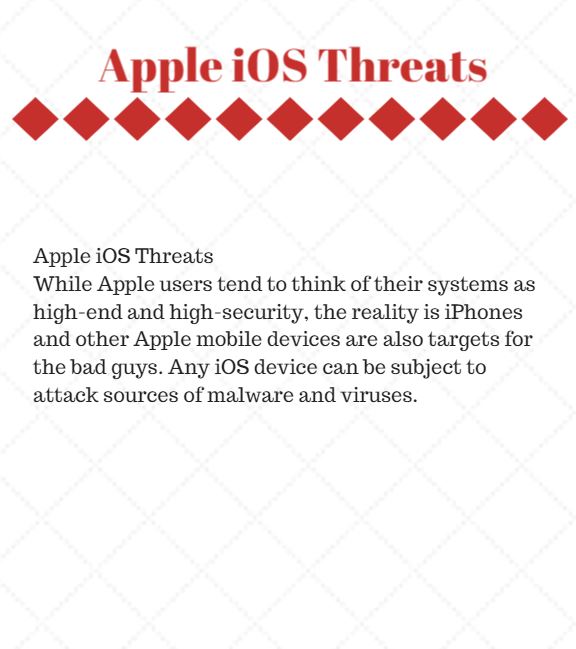 Apple iOS Threats
Apple iOS Threats
While Apple users tend to think of their systems as
high-end and high-security, the reality is iPhones
and other Apple mobile devices are also targets for
the bad guys. Any iOS device can be subject to
attack sources of malware and viruses.